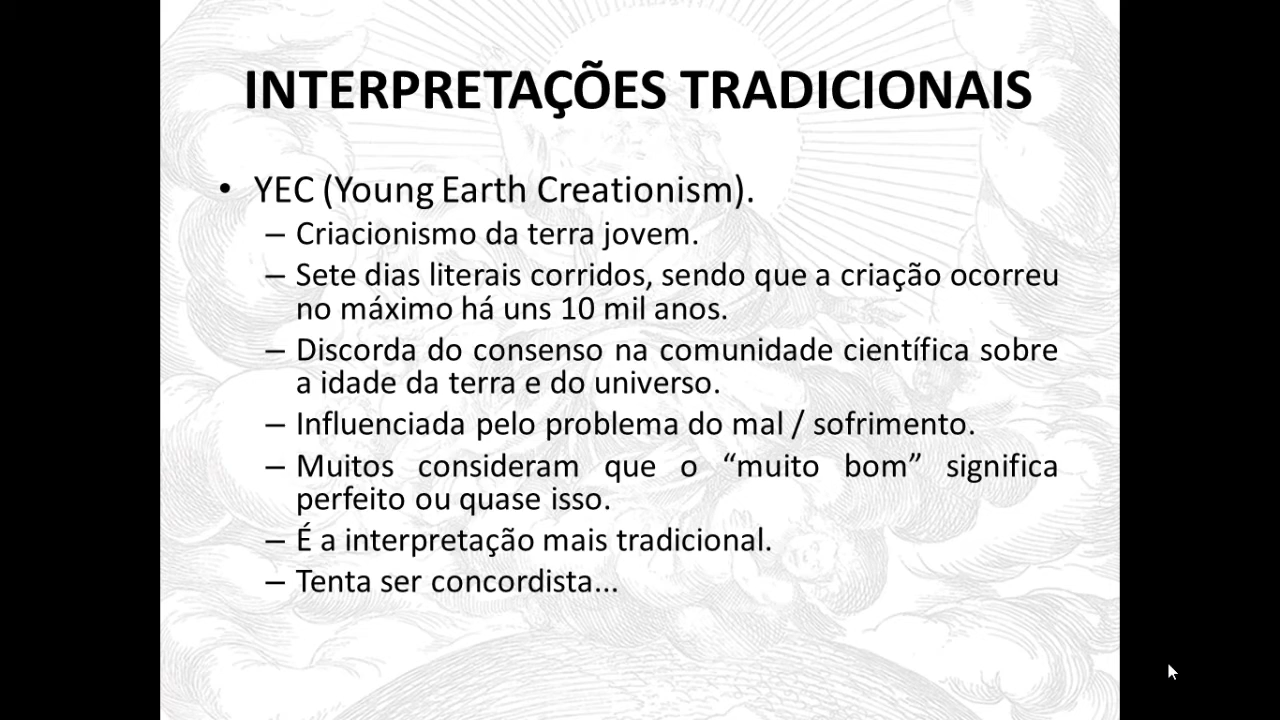 INTERPRETAÇÕES TRADICIONAIS
• YEC (Young Earth Creationism).
– Criacionismo da terra jovem.
– Sete dias literais corridos, sendo que a criação ocorreu
no máximo há uns 10 mil anos.
– Discorda do consenso na comunidade científica sobre
a idade da terra e do universo.
– Influenciada pelo problema do mal / sofrimento.
– Muitos consideram que o “muito bom” significa
perfeito ou quase isso.
– É a interpretação mais tradicional.
– Tenta ser concordista...